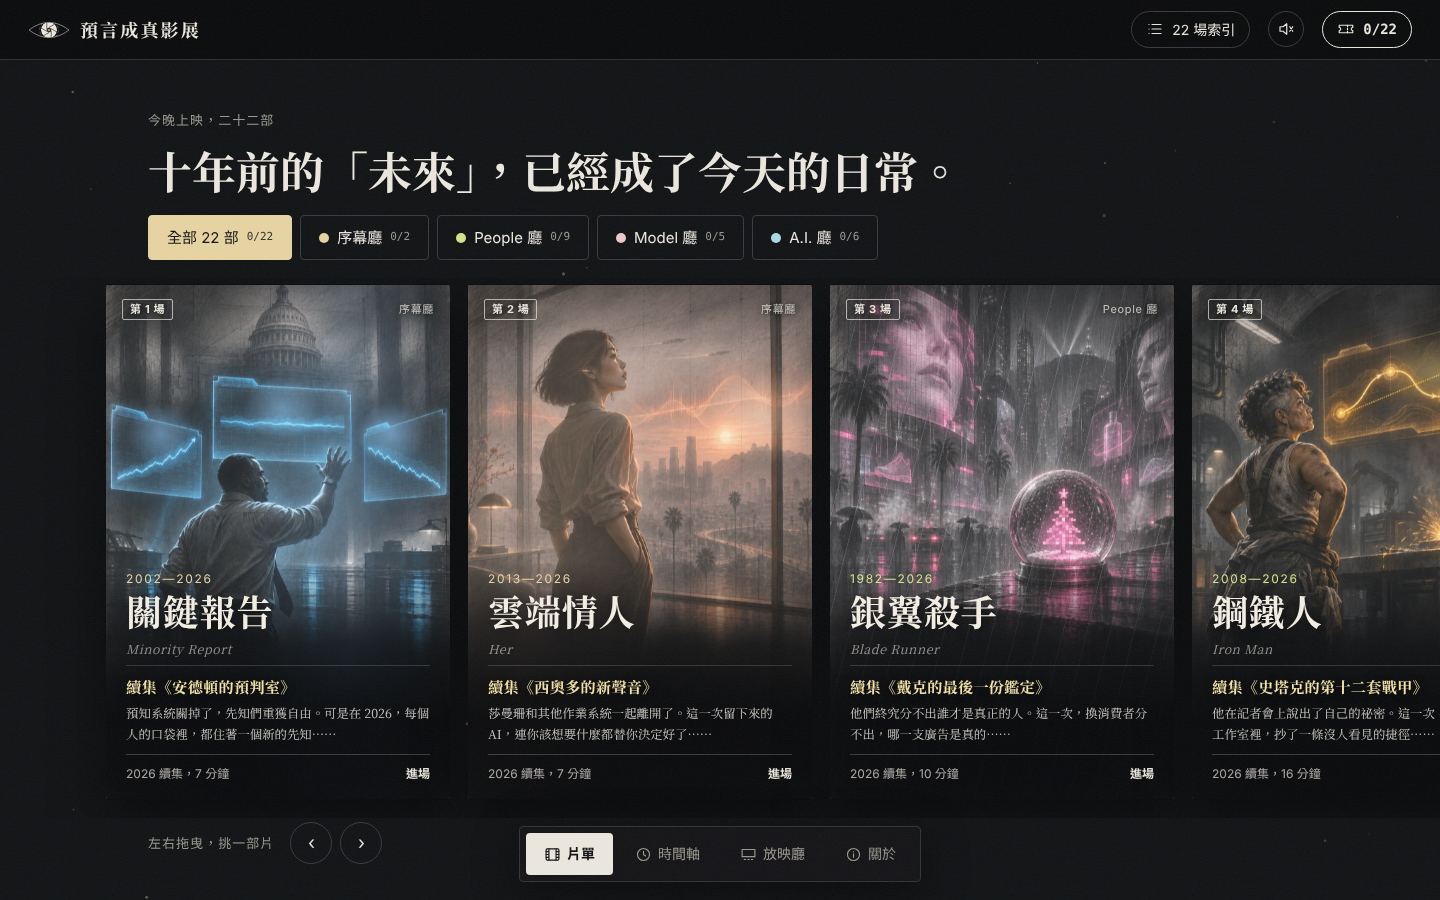 預言成真影展
22 場索引
0/22
今晚上映，二十二部
十年前的「未來」，已經成了今天的日常。
全部 22 部 0/22
序幕廳 0/2
People 廳 0/9
Model 廳 0/5
A.I. 廳 0/6
第 1 場
序幕廳
2002—2026
關鍵報告
Minority Report
續集《安德頓的預判室》
預知系統關掉了，先知們重獲自由。可是在 2026，每個
人的口袋裡，都住著一個新的先知⋯⋯
2026 續集，7 分鐘
進場
第 2 場
序幕廳
2013—2026
雲端情人
Her
續集《西奧多的新聲音》
莎曼珊和其他作業系統一起離開了。這一次留下來的
AI，連你該想要什麼都替你決定好了⋯⋯
2026 續集，7 分鐘
進場
第 3 場
People 廳
1982—2026
銀翼殺手
Blade Runner
續集《戴克的最後一份鑑定》
他們終究分不出誰才是真正的人。這一次，換消費者分
不出，哪一支廣告是真的⋯⋯
2026 續集，10 分鐘
進場
第 4 場
2008—2026
鋼鐵人
Iron Man
續集《史塔克的第十二套戰甲》
他在記者會上說出了自己的祕密。這一次
工作室裡，抄了一條沒人看見的捷徑⋯⋯
2026 續集，16 分鐘
左右拖曳，挑一部片
片單
時間軸
放映廳
關於